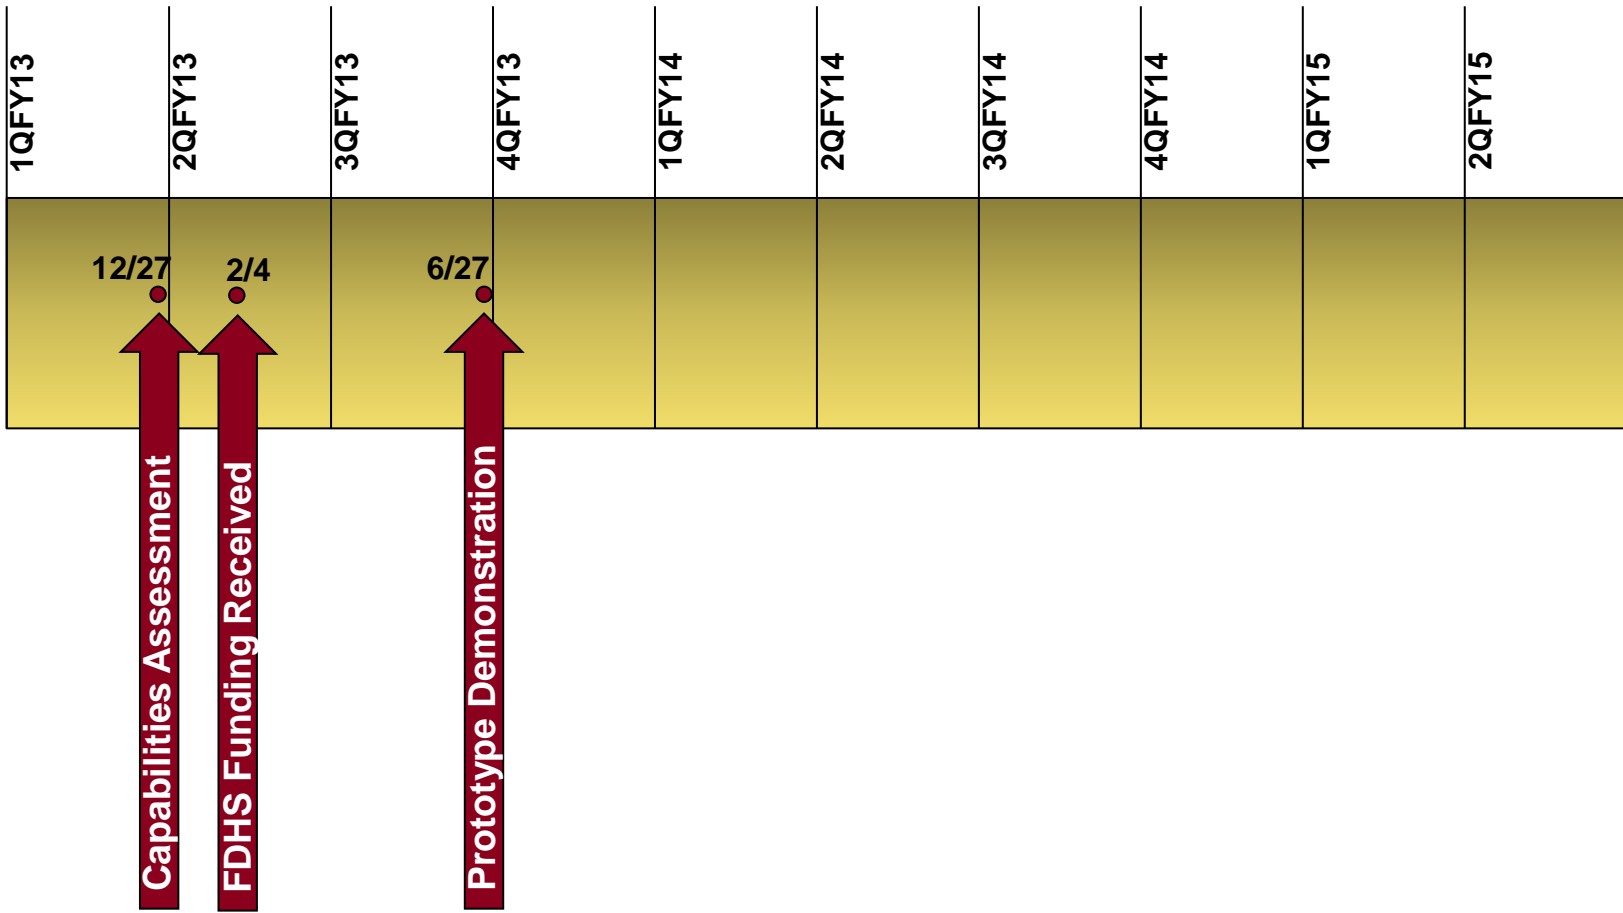 1QFY13
2QFY13
3QFY13
4QFY13
1QFY14
2QFY14
3QFY14
4QFY14
1QFY15
2QFY15
12/27
2/4
6/27
Capabilities Assessment
FDHS Funding Received
Prototype Demonstration